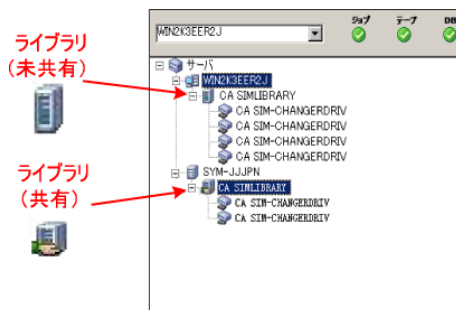 ライブラリ
(未共有)
ライブラリ
(共有)
WIN2K3EER2J
ジョブ テープ DB
サーバ
WIN2K3EER2J
CA SIMLIBRARY
CA SIM-CHANGERDRIV
CA SIM-CHANGERDRIV
CA SIM-CHANGERDRIV
CA SIM-CHANGERDRIV
SYM-JJJPN
CA SIMLIBRARY
CA SIM-CHANGERDRIV
CA SIM-CHANGERDRIV